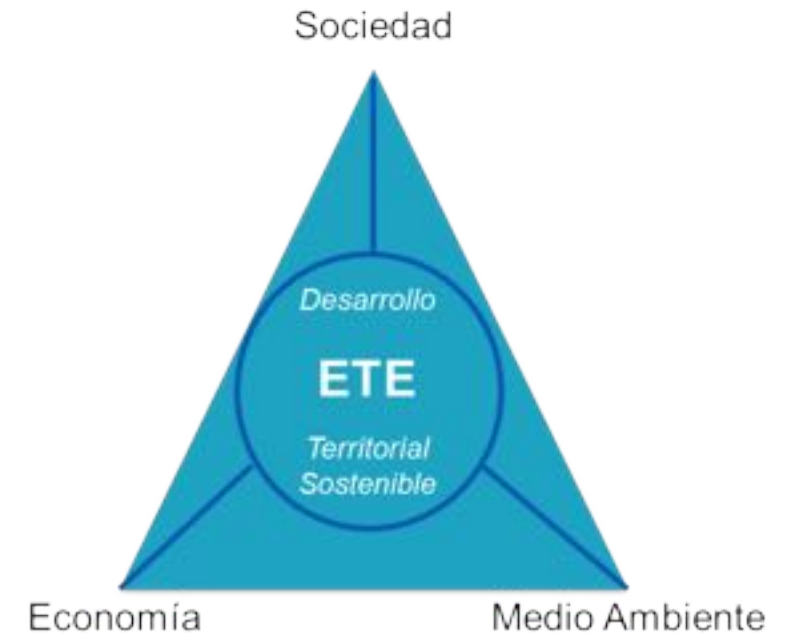 Sociedad
Desarrollo
ETE
Territorial
Sostenible
Economía
Medio Ambiente